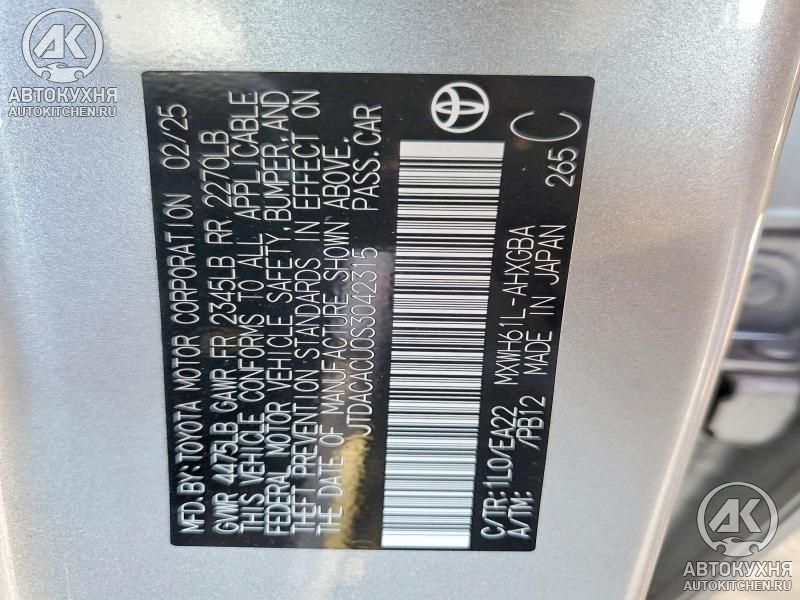 MFD.BY:TOYOTA MOTOR CORPORATION 02/25
GVWR 4475LB GAWR FR 2345LB RR 2270LB
THIS VEHICLE CONFORMS TO ALL APPLICABLE
FEDERAL MOTOR VEHICLE SAFETY,BUMPER,AND
THEFT PREVENTION STANDARDS IN EFFECT ON
THE DATE OF MANUFACTURE SHOWN ABOVE.
JTDACACU0S3042315 PASS.CAR
C/TR:1L0/EA22 MXWH61L-AHXGBA
A/TM: /PB12 MADE IN JAPAN 265 C
АК
АВТОКУХНЯ
AUTOKITCHEN.RU
АК
АВТОКУХНЯ
AUTOKITCHEN.RU